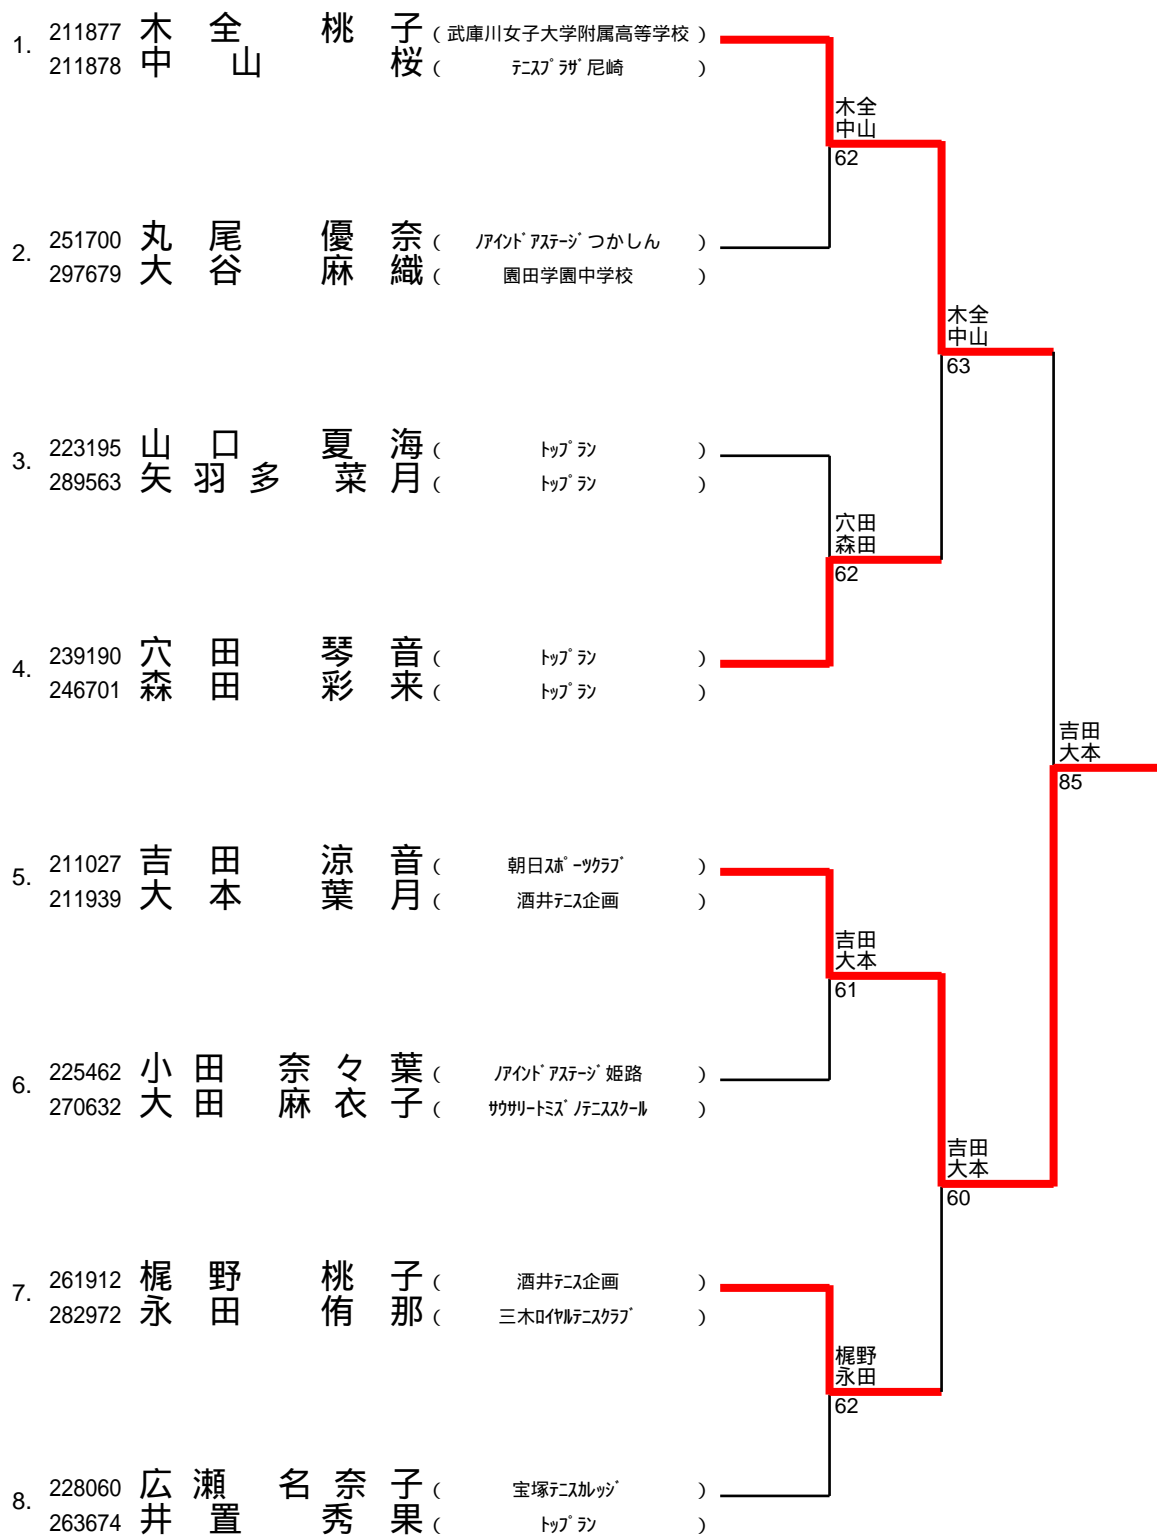 1. 211877 木 全 桃 子 ( 武庫川女子大学附属高等学校 )
211878 中 山 桜 ( ﾃﾆｽﾌﾟﾗｻﾞ尼崎 )
木全
中山
62
2. 251700 丸 尾 優 奈 ( ﾉｱｲﾝﾄﾞｱｽﾃｰｼﾞつかしん )
297679 大 谷 麻 織 ( 園田学園中学校 )
木全
中山
63
3. 223195 山 口 夏 海 ( ﾄｯﾌﾟﾗﾝ )
289563 矢 羽 多 菜 月 ( ﾄｯﾌﾟﾗﾝ )
穴田
森田
62
4. 239190 穴 田 琴 音 ( ﾄｯﾌﾟﾗﾝ )
246701 森 田 彩 来 ( ﾄｯﾌﾟﾗﾝ )
吉田
大本
85
5. 211027 吉 田 涼 音 ( 朝日ｽﾎﾟｰﾂｸﾗﾌﾞ )
211939 大 本 葉 月 ( 酒井ﾃﾆｽ企画 )
吉田
大本
61
6. 225462 小 田 奈 々 葉 ( ﾉｱｲﾝﾄﾞｱｽﾃｰｼﾞ姫路 )
270632 大 田 麻 衣 子 ( ｻｳｻﾘｰﾄﾐｽﾞﾉﾃﾆｽｽｸｰﾙ )
吉田
大本
60
7. 261912 梶 野 桃 子 ( 酒井ﾃﾆｽ企画 )
282972 永 田 侑 那 ( 三木ﾛｲﾔﾙﾃﾆｽｸﾗﾌﾞ )
梶野
永田
62
8. 228060 広 瀬 名 奈 子 ( 宝塚ﾃﾆｽｶﾚｯｼﾞ )
263674 井 置 秀 果 ( ﾄｯﾌﾟﾗﾝ )